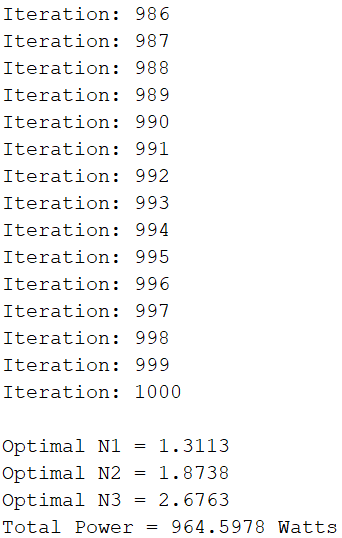 Iteration: 986
Iteration: 987
Iteration: 988
Iteration: 989
Iteration: 990
Iteration: 991
Iteration: 992
Iteration: 993
Iteration: 994
Iteration: 995
Iteration: 996
Iteration: 997
Iteration: 998
Iteration: 999
Iteration: 1000
Optimal N1 = 1.3113
Optimal N2 = 1.8738
Optimal N3 = 2.6763
Total Power = 964.5978 Watts